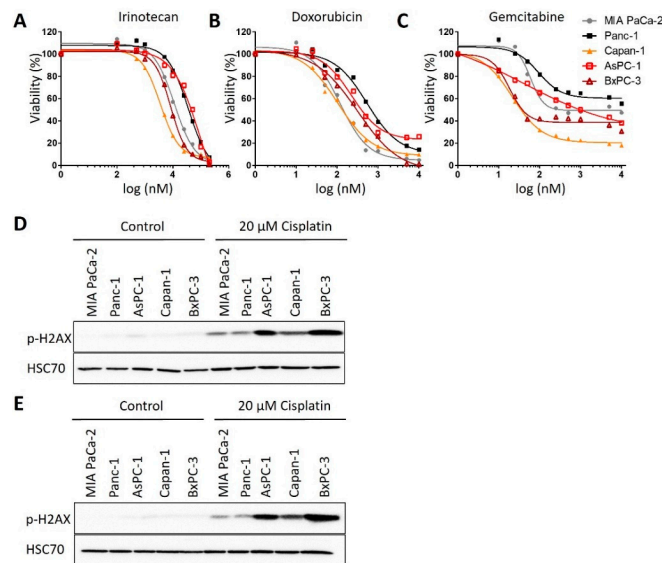 A Irinotecan
Viability (%)
120
100
80
60
40
20
0
0 1 2 3 4 5 6
log (nM)
B Doxorubicin
Viability (%)
120
100
80
60
40
20
0
0 1 2 3 4
log (nM)
C Gemcitabine
Viability (%)
120
100
80
60
40
20
0
0 1 2 3 4
log (nM)
MIA PaCa-2
Panc-1
Capan-1
AsPC-1
BxPC-3
D
Control 20 µM Cisplatin
MIA PaCa-2 Panc-1 AsPC-1 Capan-1 BxPC-3 MIA PaCa-2 Panc-1 AsPC-1 Capan-1 BxPC-3
p-H2AX
HSC70
E
Control 20 µM Cisplatin
MIA PaCa-2 Panc-1 AsPC-1 Capan-1 BxPC-3 MIA PaCa-2 Panc-1 AsPC-1 Capan-1 BxPC-3
p-H2AX
HSC70